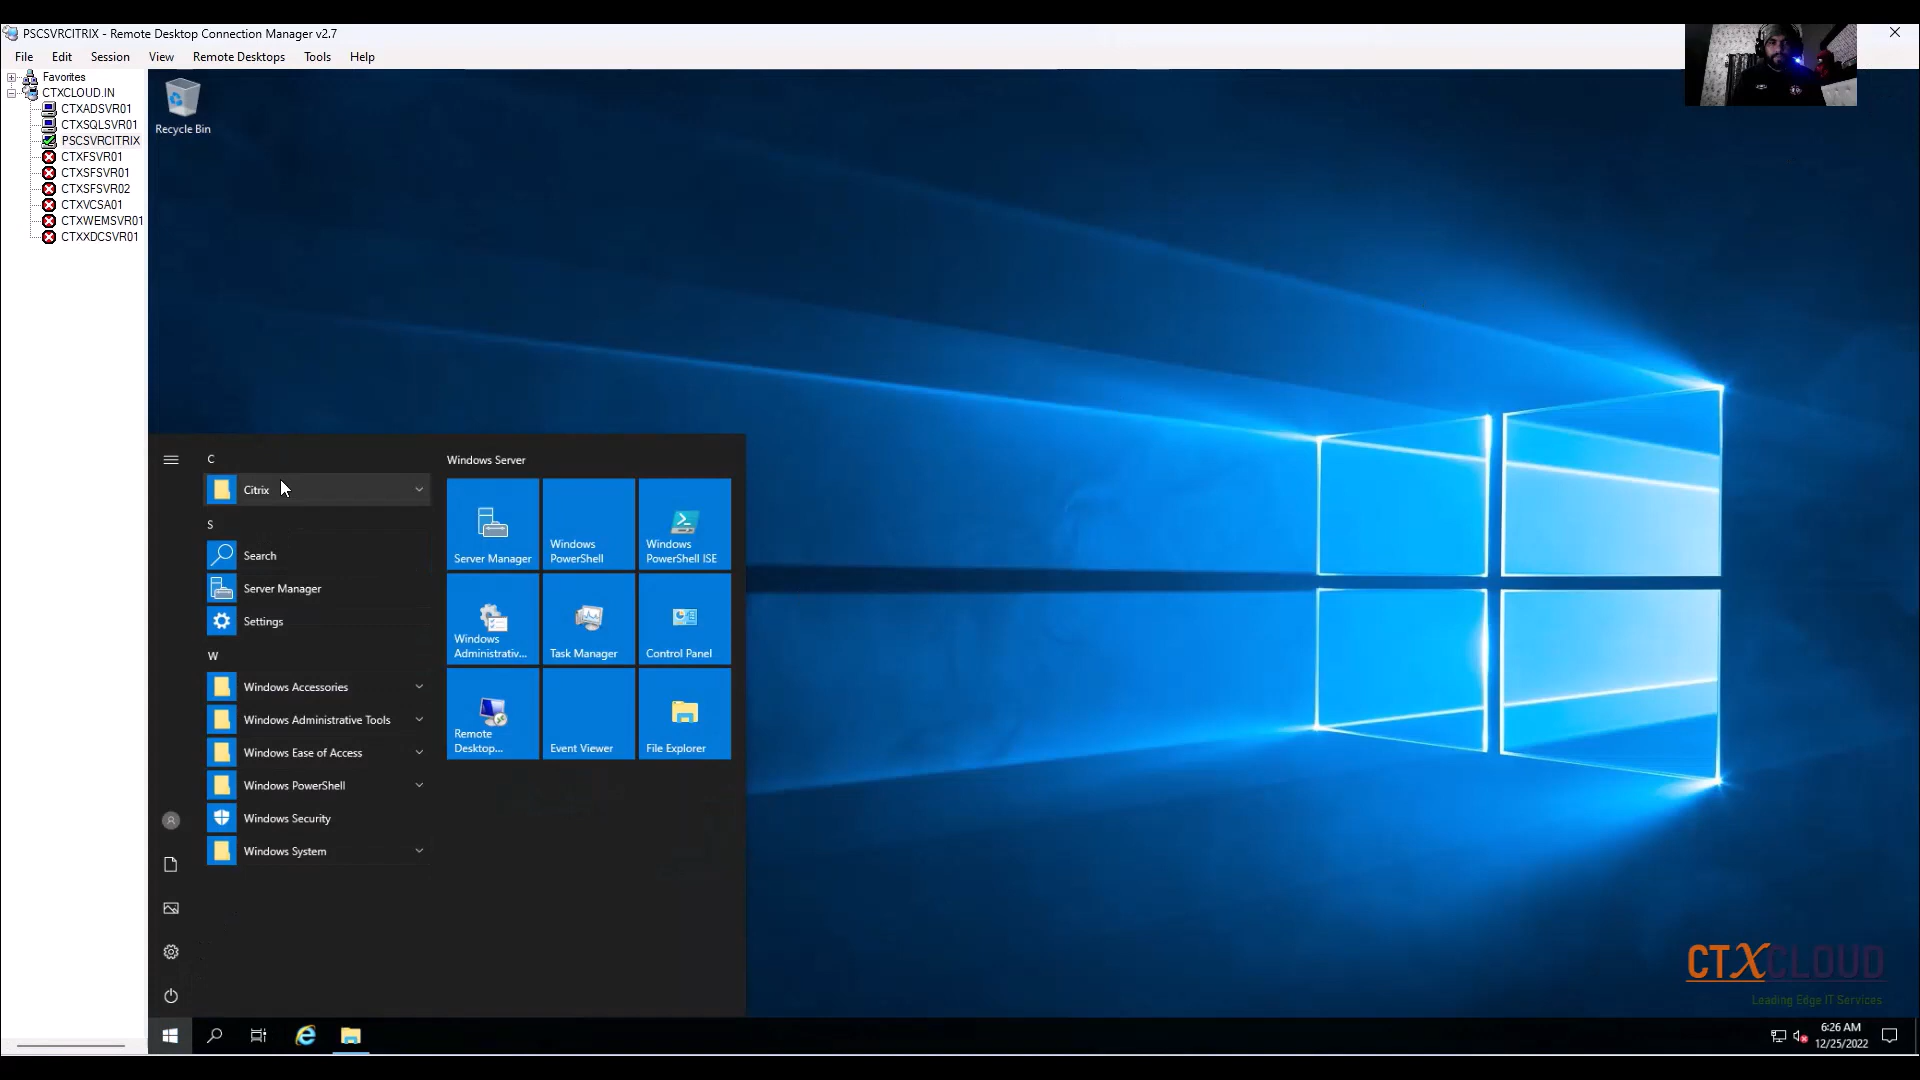 PSCSVRCITRIX - Remote Desktop Connection Manager v2.7
File Edit Session View Remote Desktops Tools Help
Favorites
CTXCLOUD.IN
CTXADSVR01
CTXSQLSVR01
PSCSVRCITRIX
CTXFSVR01
CTXSFSVR01
CTXSFSVR02
CTXVCSA01
CTXWEMSVR01
CTXXDCSVR01
Recycle Bin
C
Citrix
S
Search
Server Manager
Settings
W
Windows Accessories
Windows Administrative Tools
Windows Ease of Access
Windows PowerShell
Windows Security
Windows System
Windows Server
Server Manager
Windows
PowerShell
Windows
PowerShell ISE
Windows
Administrativ...
Task Manager
Control Panel
Remote
Desktop...
Event Viewer
File Explorer
CTXCLOUD
Leading Edge IT Services
6:26 AM
12/25/2022